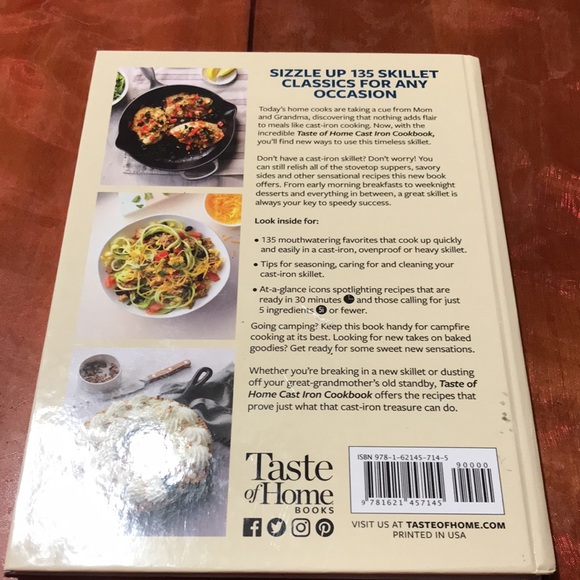 SIZZLE UP 135 SKILLET
CLASSICS FOR ANY
OCCASION
Today's home cooks are taking a cue from Mom
and Grandma, discovering that nothing adds flair
to meals like cast-iron cooking. Now, with the
incredible Taste of Home Cast Iron Cookbook,
you'll find new ways to use this timeless skillet.
Don't have a cast-iron skillet? Don't worry! You
can still relish all of the stovetop suppers, savory
sides and other sensational recipes this new book
offers. From early morning breakfasts to weeknight
desserts and everything in between, a great skillet is
always your key to speedy success.
Look inside for:
• 135 mouthwatering favorites that cook up quickly
and easily in a cast-iron, ovenproof or heavy skillet.
• Tips for seasoning, caring for and cleaning your
cast-iron skillet.
• At-a-glance icons spotlighting recipes that are
ready in 30 minutes and those calling for just
5 ingredients 5 or fewer.
Going camping? Keep this book handy for campfire
cooking at its best. Looking for new takes on baked
goodies? Get ready for some sweet new sensations.
Whether you're breaking in a new skillet or dusting
off your great-grandmother's old standby, Taste of
Home Cast Iron Cookbook offers the recipes that
prove just what that cast-iron treasure can do.
Taste
of Home
BOOKS
ISBN 978-1-62145-714-5
90000
9 781621 457145
VISIT US AT TASTEOFHOME.COM
PRINTED IN USA